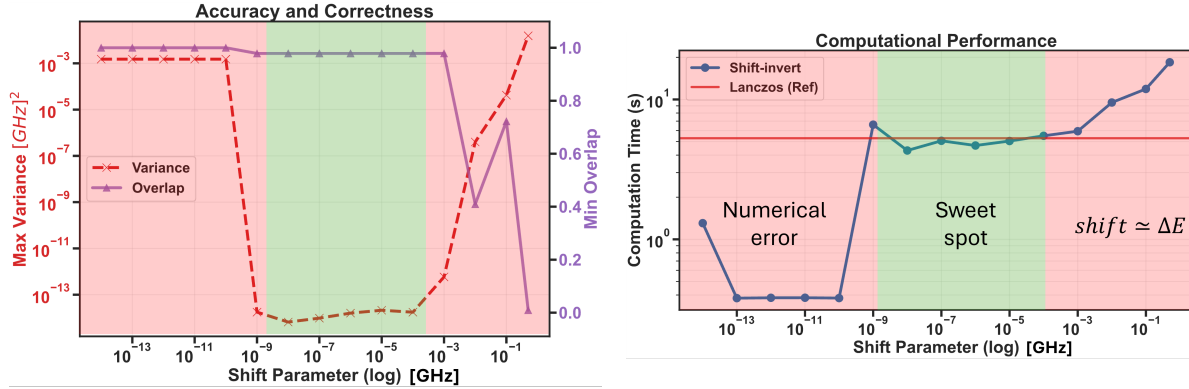 Accuracy and Correctness
Max Variance [GHz]²
10⁻³
10⁻⁵
10⁻⁷
10⁻⁹
10⁻¹¹
10⁻¹³
Variance
Overlap
1.0
0.8
0.6
0.4
0.2
0.0
Min Overlap
10⁻¹³ 10⁻¹¹ 10⁻⁹ 10⁻⁷ 10⁻⁵ 10⁻³ 10⁻¹
Shift Parameter (log) [GHz]
Computational Performance
Computation Time (s)
10¹
10⁰
Shift-invert
Lanczos (Ref)
Numerical
error
Sweet
spot
shift ≃ ΔE
10⁻¹³ 10⁻¹¹ 10⁻⁹ 10⁻⁷ 10⁻⁵ 10⁻³ 10⁻¹
Shift Parameter (log) [GHz]